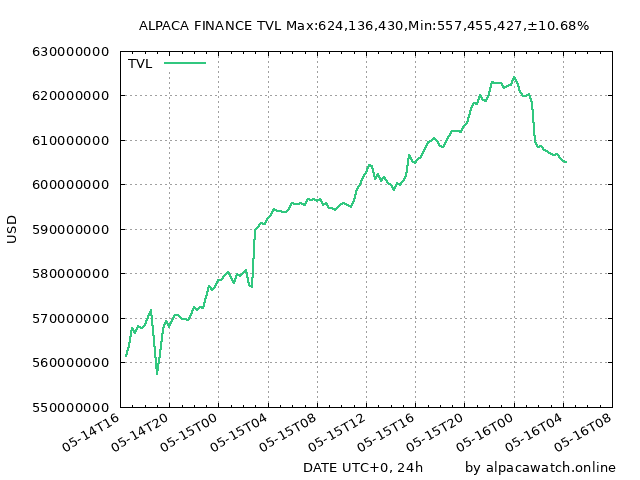 ALPACA FINANCE TVL Max:624,136,430,Min:557,455,427,±10.68%
TVL
630000000
620000000
610000000
600000000
590000000
580000000
570000000
560000000
550000000
USD
05-14T16
05-14T20
05-15T00
05-15T04
05-15T08
05-15T12
05-15T16
05-15T20
05-16T00
05-16T04
05-16T08
DATE UTC+0, 24h
by alpacawatch.online